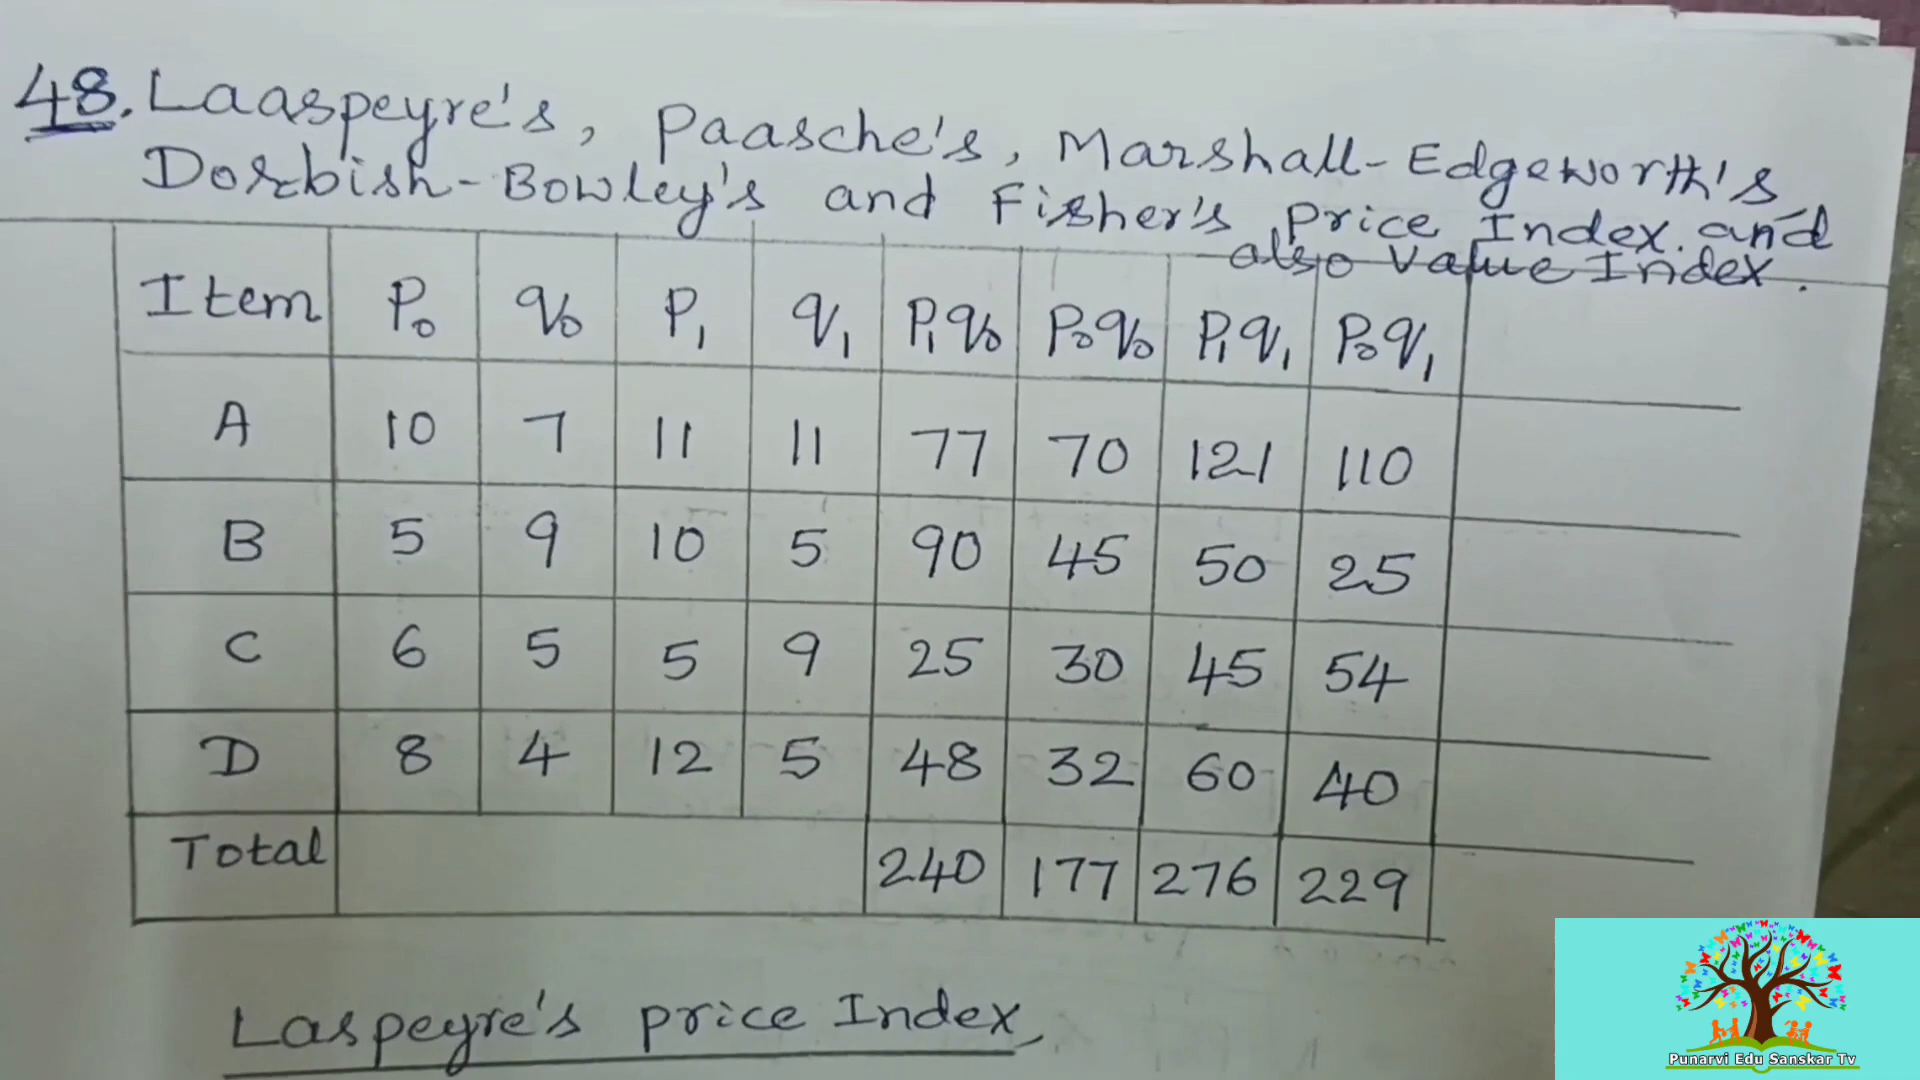 48. Laaspeyre's, Paasche's, Marshall-Edgeworth's,
Dorbish-Bowley's and Fisher's Price Index. and
also Value Index.
Item P₀ q₀ P₁ q₁ P₁q₀ P₀q₀ P₁q₁ P₀q₁
A 10 7 11 11 77 70 121 110
B 5 9 10 5 90 45 50 25
C 6 5 5 9 25 30 45 54
D 8 4 12 5 48 32 60 40
Total 240 177 276 229
Laspeyre's price Index
Punarvi Edu Sanskar Tv